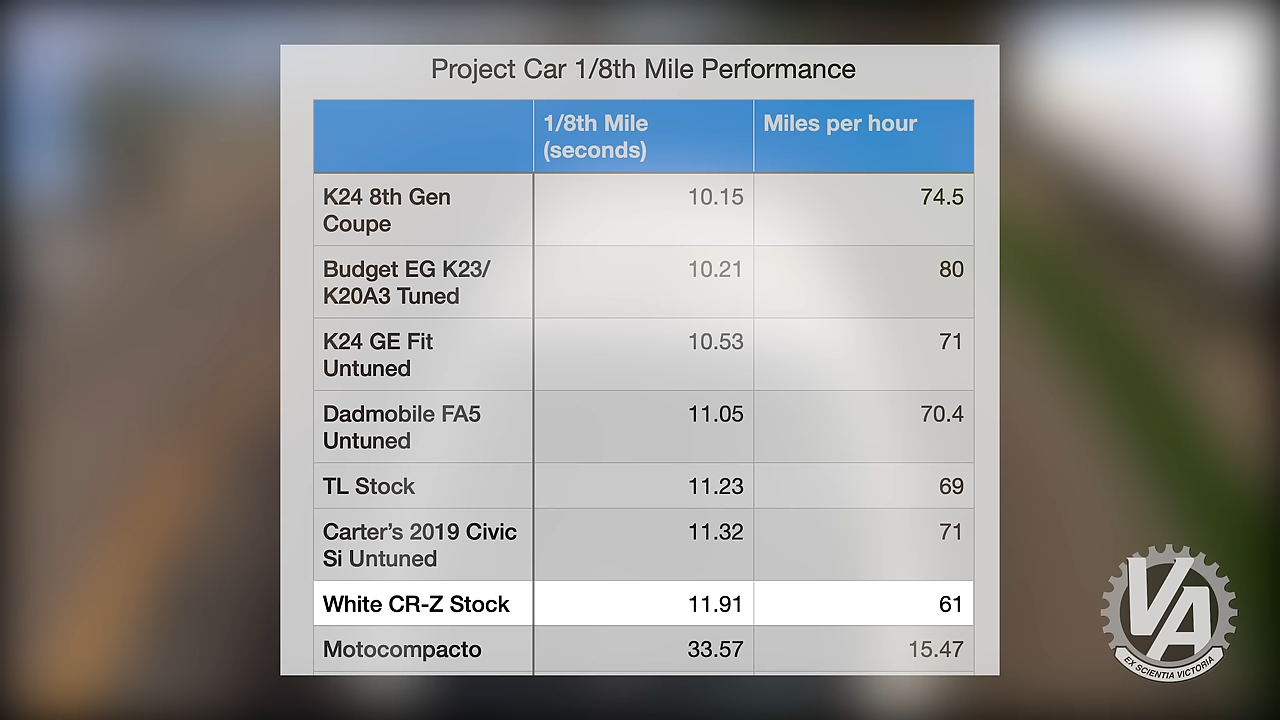 Project Car 1/8th Mile Performance
1/8th Mile
(seconds)
Miles per hour
K24 8th Gen
Coupe
10.15
74.5
Budget EG K23/
K20A3 Tuned
10.21
80
K24 GE Fit
Untuned
10.53
71
Dadmobile FA5
Untuned
11.05
70.4
TL Stock
11.23
69
Carter’s 2019 Civic
Si Untuned
11.32
71
White CR-Z Stock
11.91
61
Motocompacto
33.57
15.47
VA
EX SCIENTIA VICTORIA